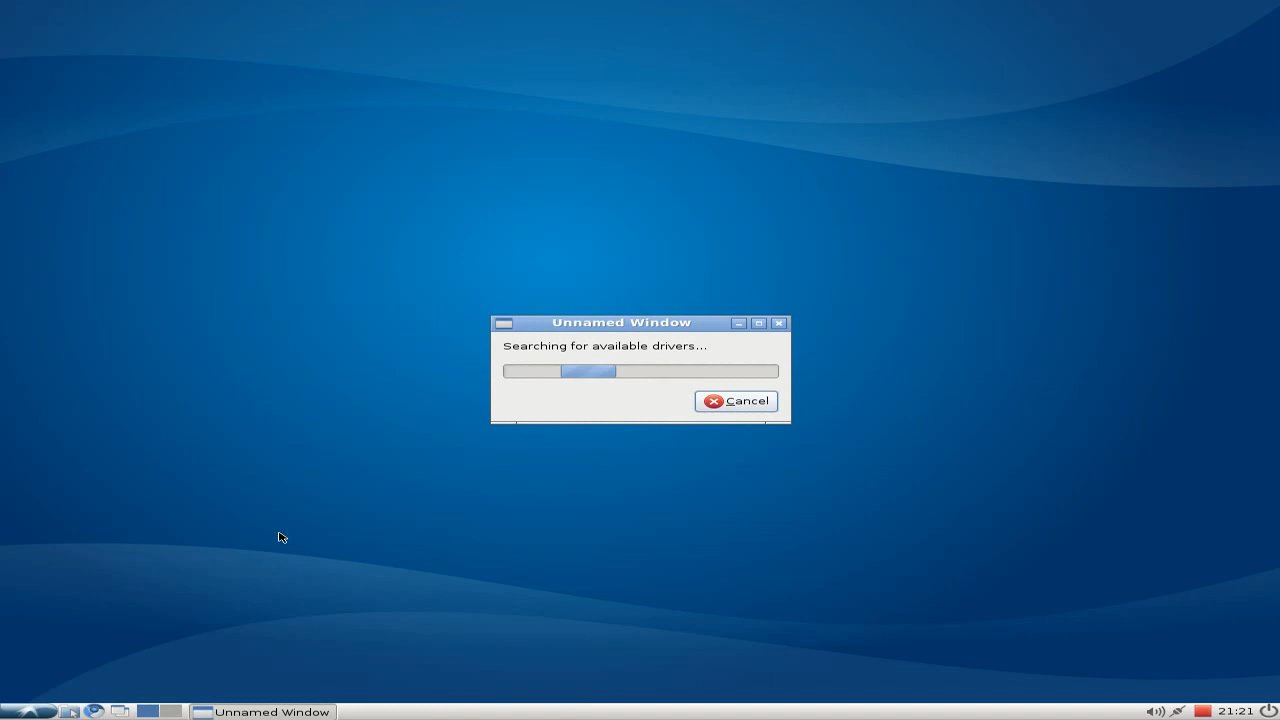 Unnamed Window
Searching for available drivers...
Cancel
Unnamed Window
21:21